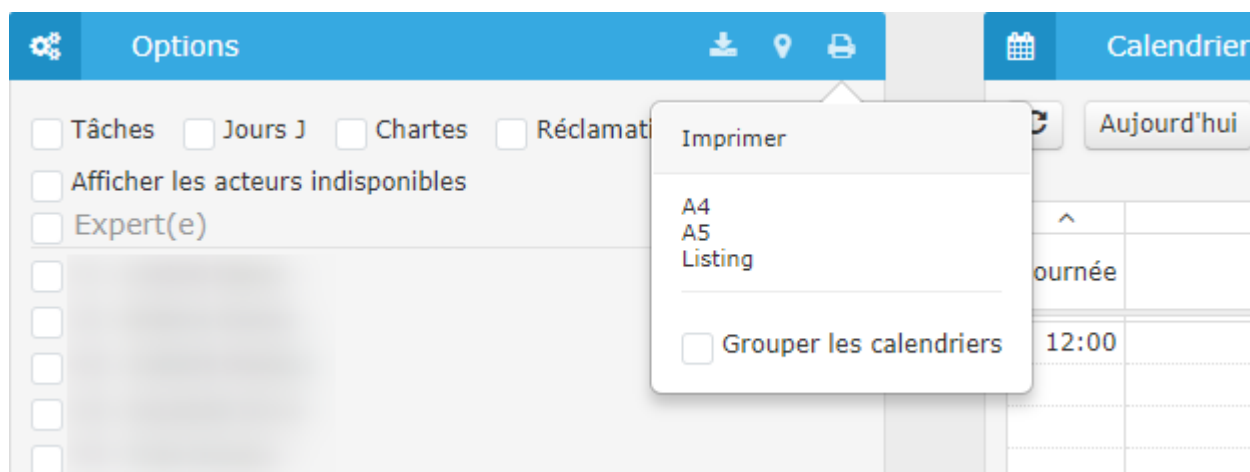 Options
Calendrier
Tâches Jours J Chartes Réclamati
Imprimer
Aujourd'hui
Afficher les acteurs indisponibles
Expert(e)
A4
A5
Listing
ournée
Grouper les calendriers
12:00